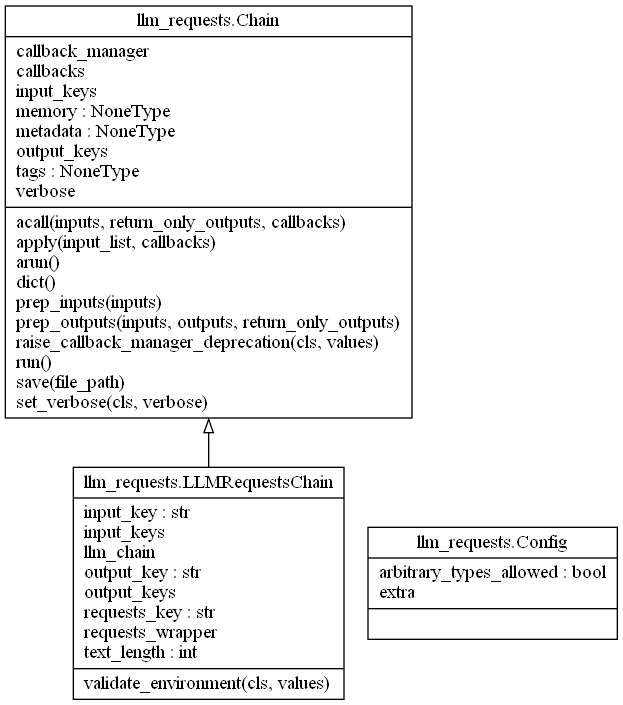 llm_requests.Chain
callback_manager
callbacks
input_keys
memory : NoneType
metadata : NoneType
output_keys
tags : NoneType
verbose
acall(inputs, return_only_outputs, callbacks)
apply(input_list, callbacks)
arun()
dict()
prep_inputs(inputs)
prep_outputs(inputs, outputs, return_only_outputs)
raise_callback_manager_deprecation(cls, values)
run()
save(file_path)
set_verbose(cls, verbose)
llm_requests.LLMRequestsChain
input_key : str
input_keys
llm_chain
output_key : str
output_keys
requests_key : str
requests_wrapper
text_length : int
validate_environment(cls, values)
llm_requests.Config
arbitrary_types_allowed : bool
extra